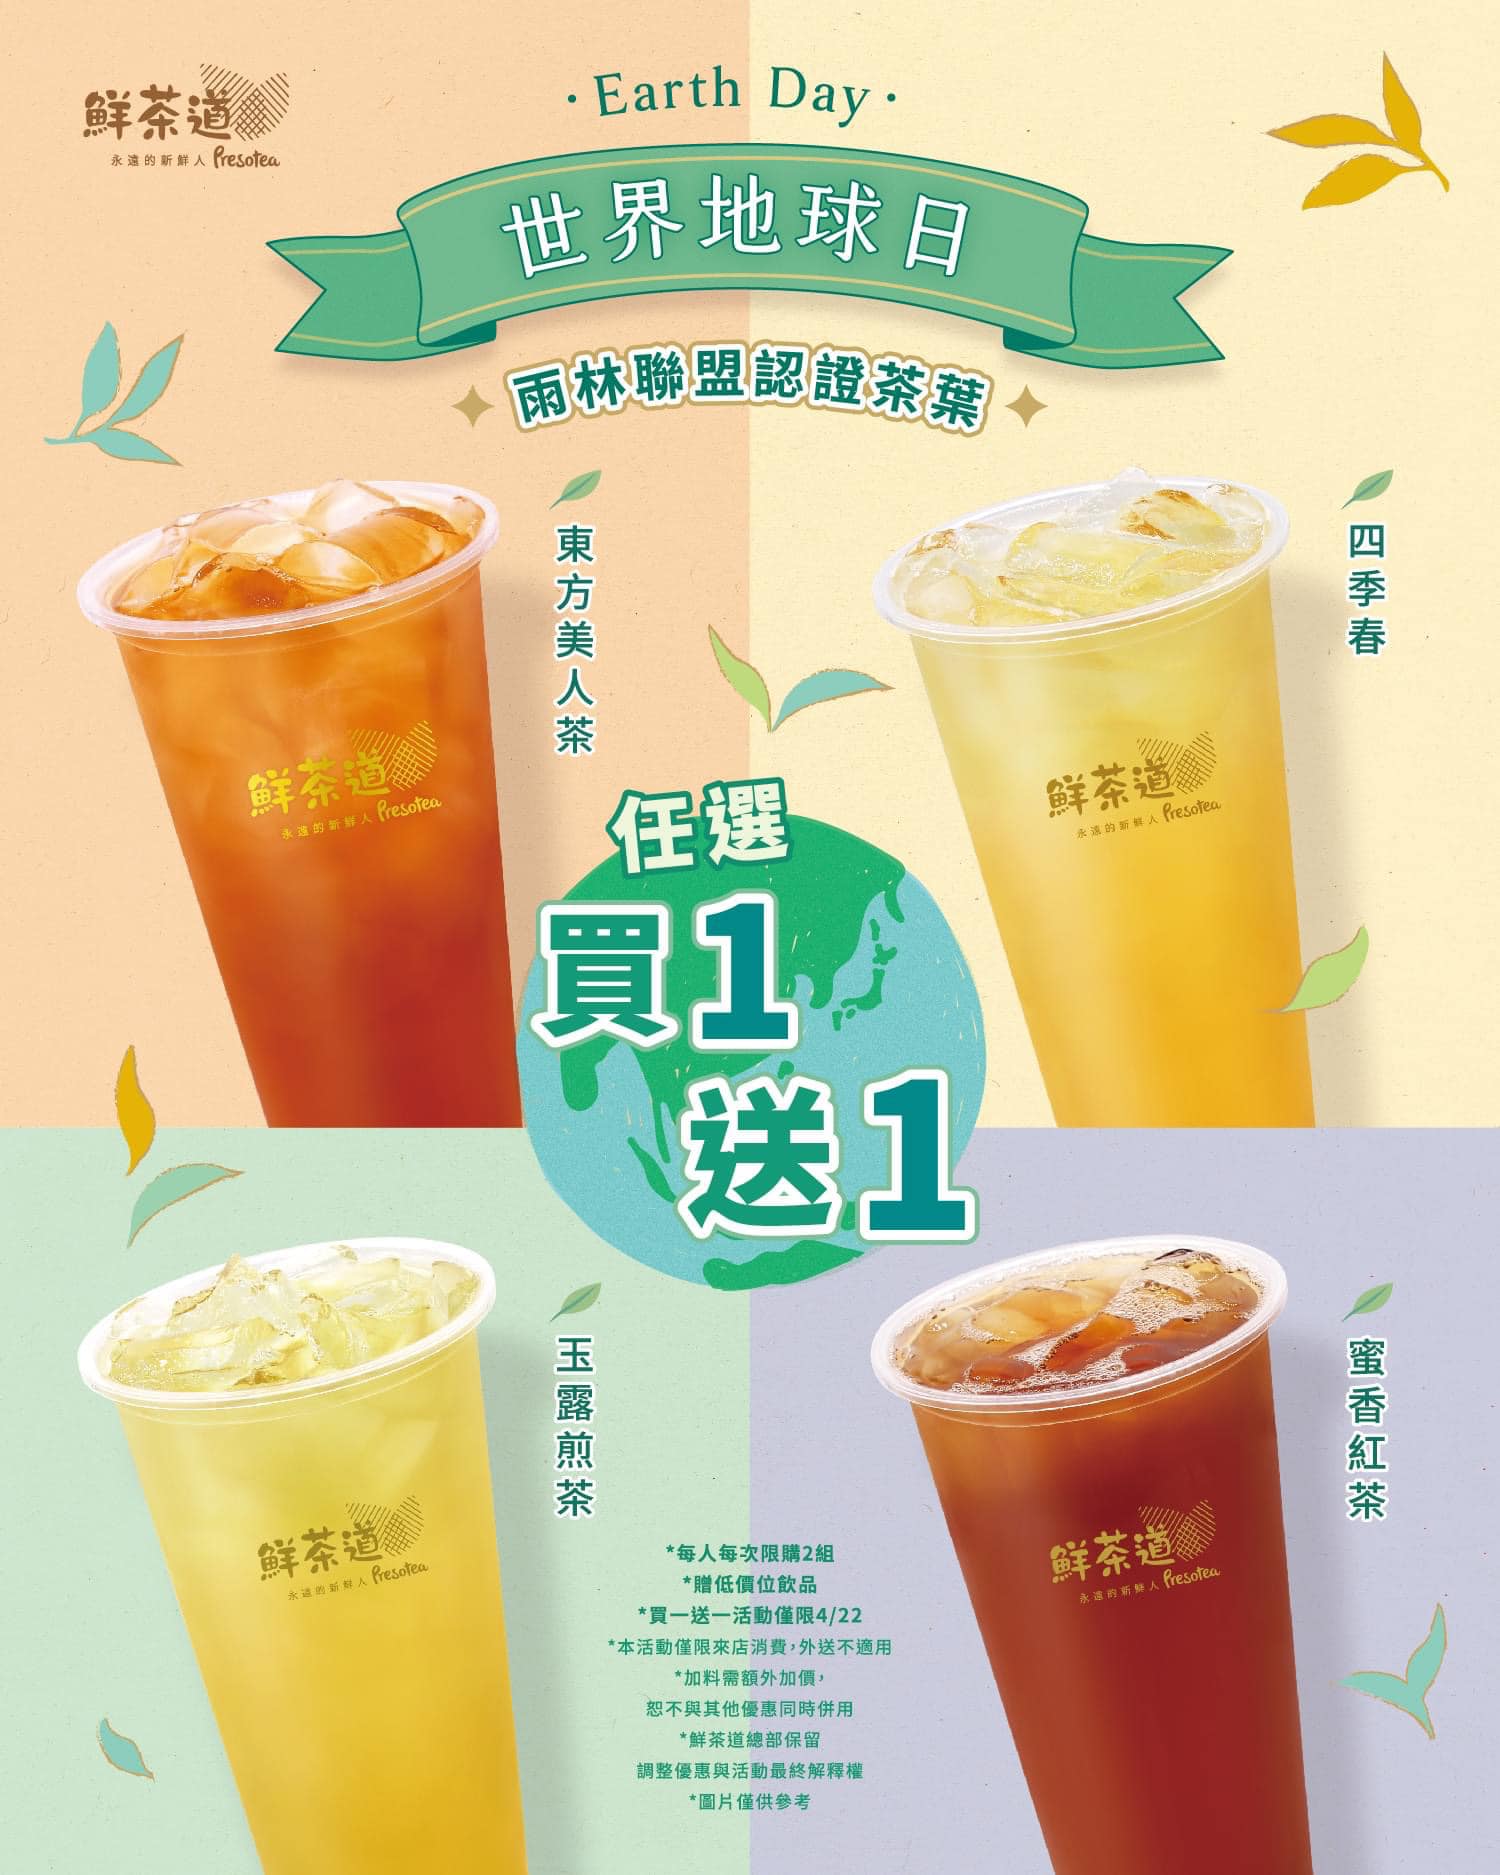 鮮茶道
永遠的新鮮人 Presotea
·Earth Day·
世界地球日
雨林聯盟認證茶葉
東方美人茶
四季春
鮮茶道
永遠的新鮮人 Presotea
鮮茶道
永遠的新鮮人 Presotea
任選
買1
送1
玉露煎茶
蜜香紅茶
鮮茶道
永遠的新鮮人 Presotea
鮮茶道
永遠的新鮮人 Presotea
*每人每次限購2組
*贈低價位飲品
*買一送一活動僅限4/22
*本活動僅限來店消費,外送不適用
*加料需額外加價,
恕不與其他優惠同時併用
*鮮茶道總部保留
調整優惠與活動最終解釋權
*圖片僅供參考